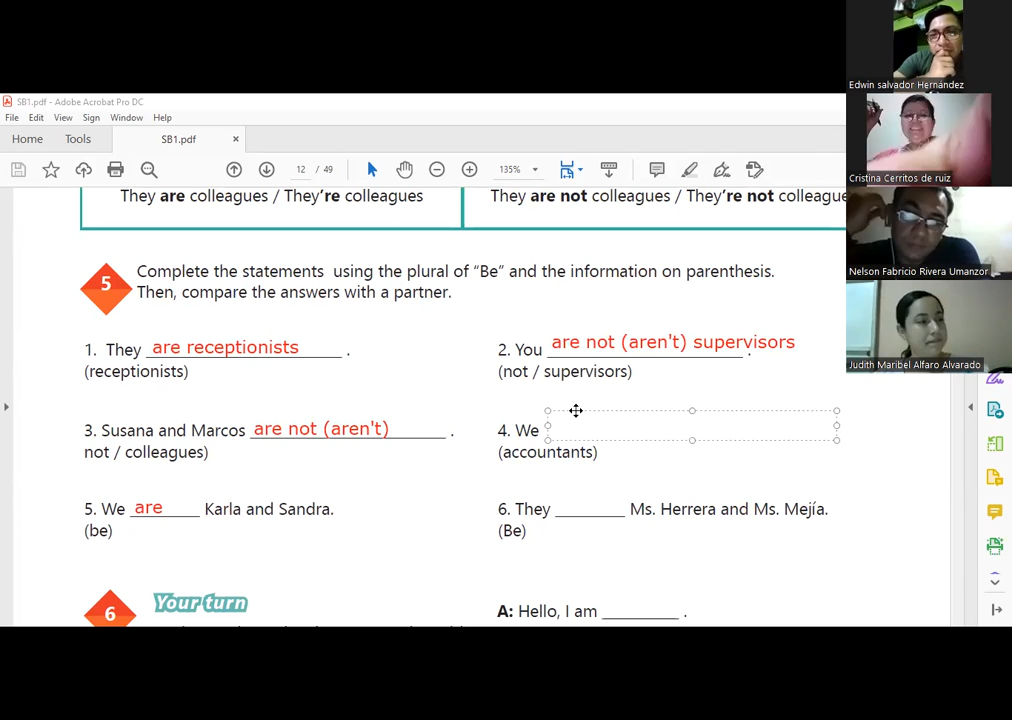 Edwin salvador Hernández
SB1.pdf - Adobe Acrobat Pro DC
File Edit View Sign Window Help
Home Tools SB1.pdf ×
12 / 49 135%
Cristina Cerritos de ruiz
They are colleagues / They're colleagues
They are not colleagues / They're not colleague
Nelson Fabricio Rivera Umanzor
5 Complete the statements using the plural of “Be” and the information on parenthesis.
Then, compare the answers with a partner.
1. They are receptionists .
(receptionists)
2. You are not (aren't) supervisors .
(not / supervisors)
Judith Maribel Alfaro Alvarado
3. Susana and Marcos are not (aren't) .
not / colleagues)
4. We
(accountants)
5. We are Karla and Sandra.
(be)
6. They ________ Ms. Herrera and Ms. Mejía.
(Be)
6 Your turn
A: Hello, I am _________ .